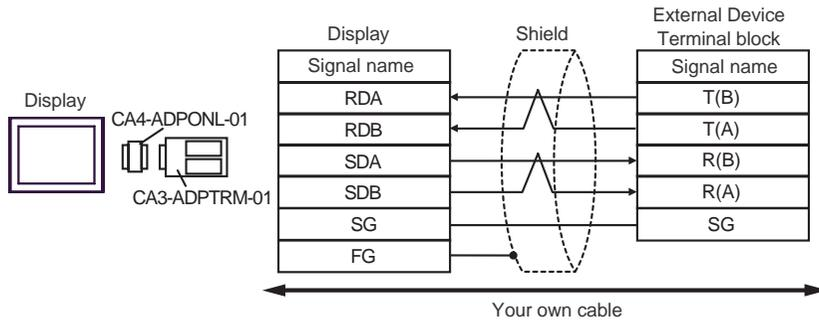 Display
CA4-ADPONL-01
CA3-ADPTRM-01
Display
Shield
External Device
Terminal block
Signal name
Signal name
RDA
T(B)
RDB
T(A)
SDA
R(B)
SDB
R(A)
SG
SG
FG
Your own cable